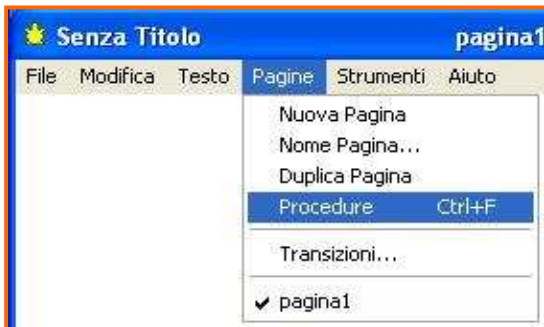 Senza Titolo pagina1
File Modifica Testo Pagine Strumenti Aiuto
Nuova Pagina
Nome Pagina...
Duplica Pagina
Procedure Ctrl+F
Transizioni...
✔ pagina1